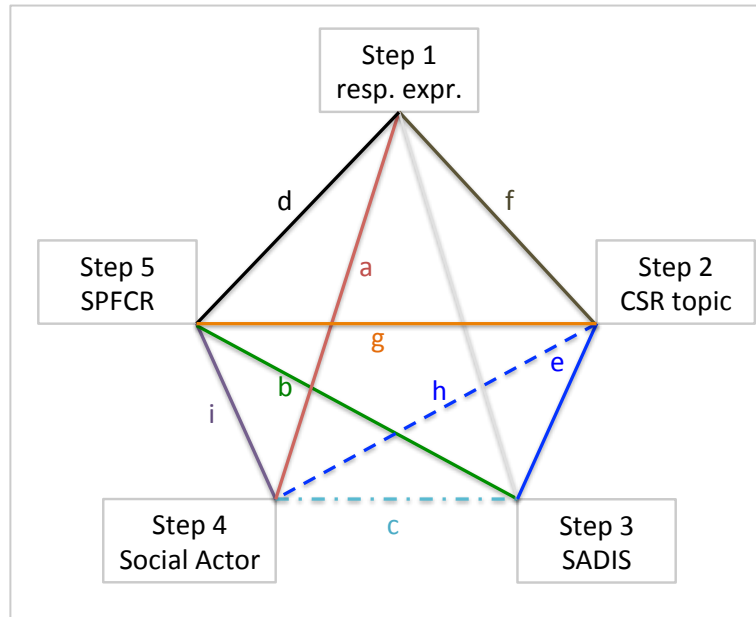 Step 1
resp. expr.
d
f
Step 5
SPFCR
a
Step 2
CSR topic
g
e
b
h
i
Step 4
Social Actor
c
Step 3
SADIS